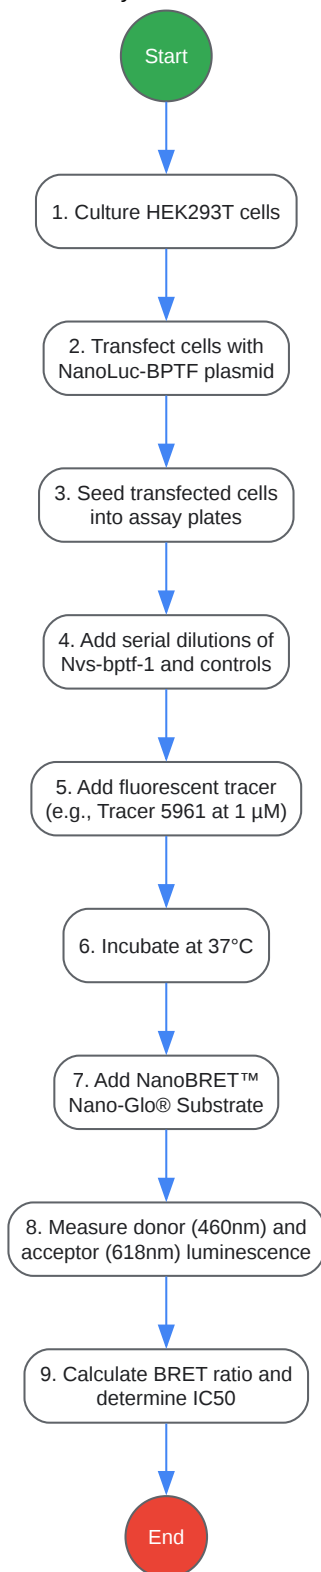 Start
1. Culture HEK293T cells
2. Transfect cells with
NanoLuc-BPTF plasmid
3. Seed transfected cells
into assay plates
4. Add serial dilutions of
Nvs-bptf-1 and controls
5. Add fluorescent tracer
(e.g., Tracer 5961 at 1 µM)
6. Incubate at 37°C
7. Add NanoBRET™
Nano-Glo® Substrate
8. Measure donor (460nm) and
acceptor (618nm) luminescence
9. Calculate BRET ratio and
determine IC50
End